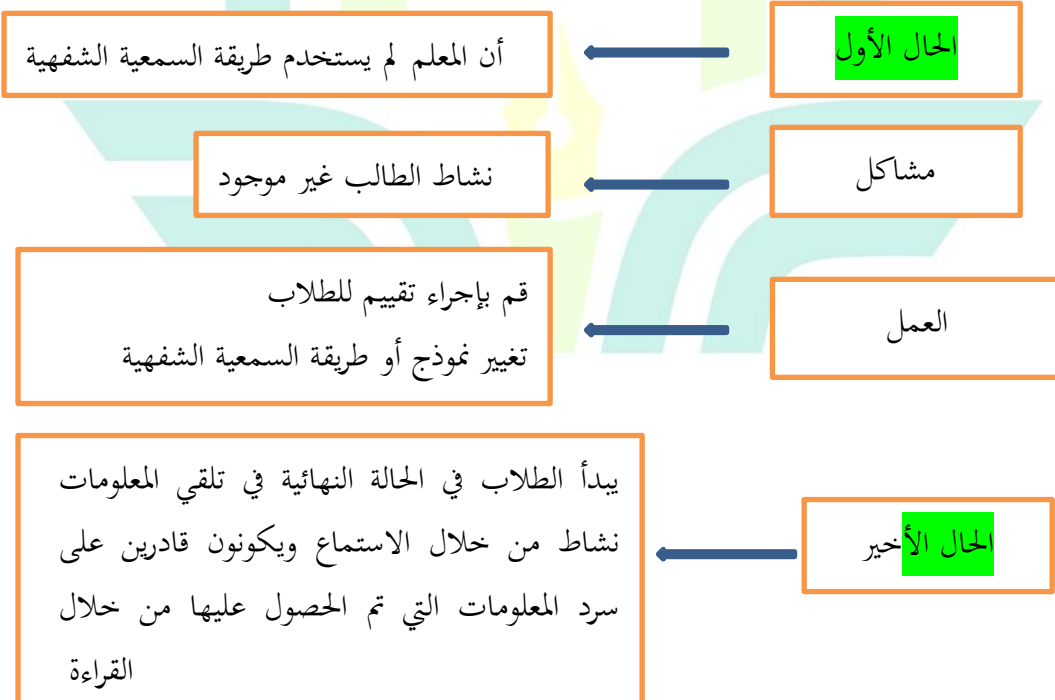 الحال الأول
أن المعلم لم يستخدم طريقة السمعية الشفهية
مشاكل
نشاط الطالب غير موجود
العمل
قم بإجراء تقييم للطلاب
تغيير نموذج أو طريقة السمعية الشفهية
الحال الأخير
يبدأ الطلاب في الحالة النهائية في تلقي المعلومات
نشاط من خلال الاستماع ويكونون قادرين على
سرد المعلومات التي تم الحصول عليها من خلال
القراءة